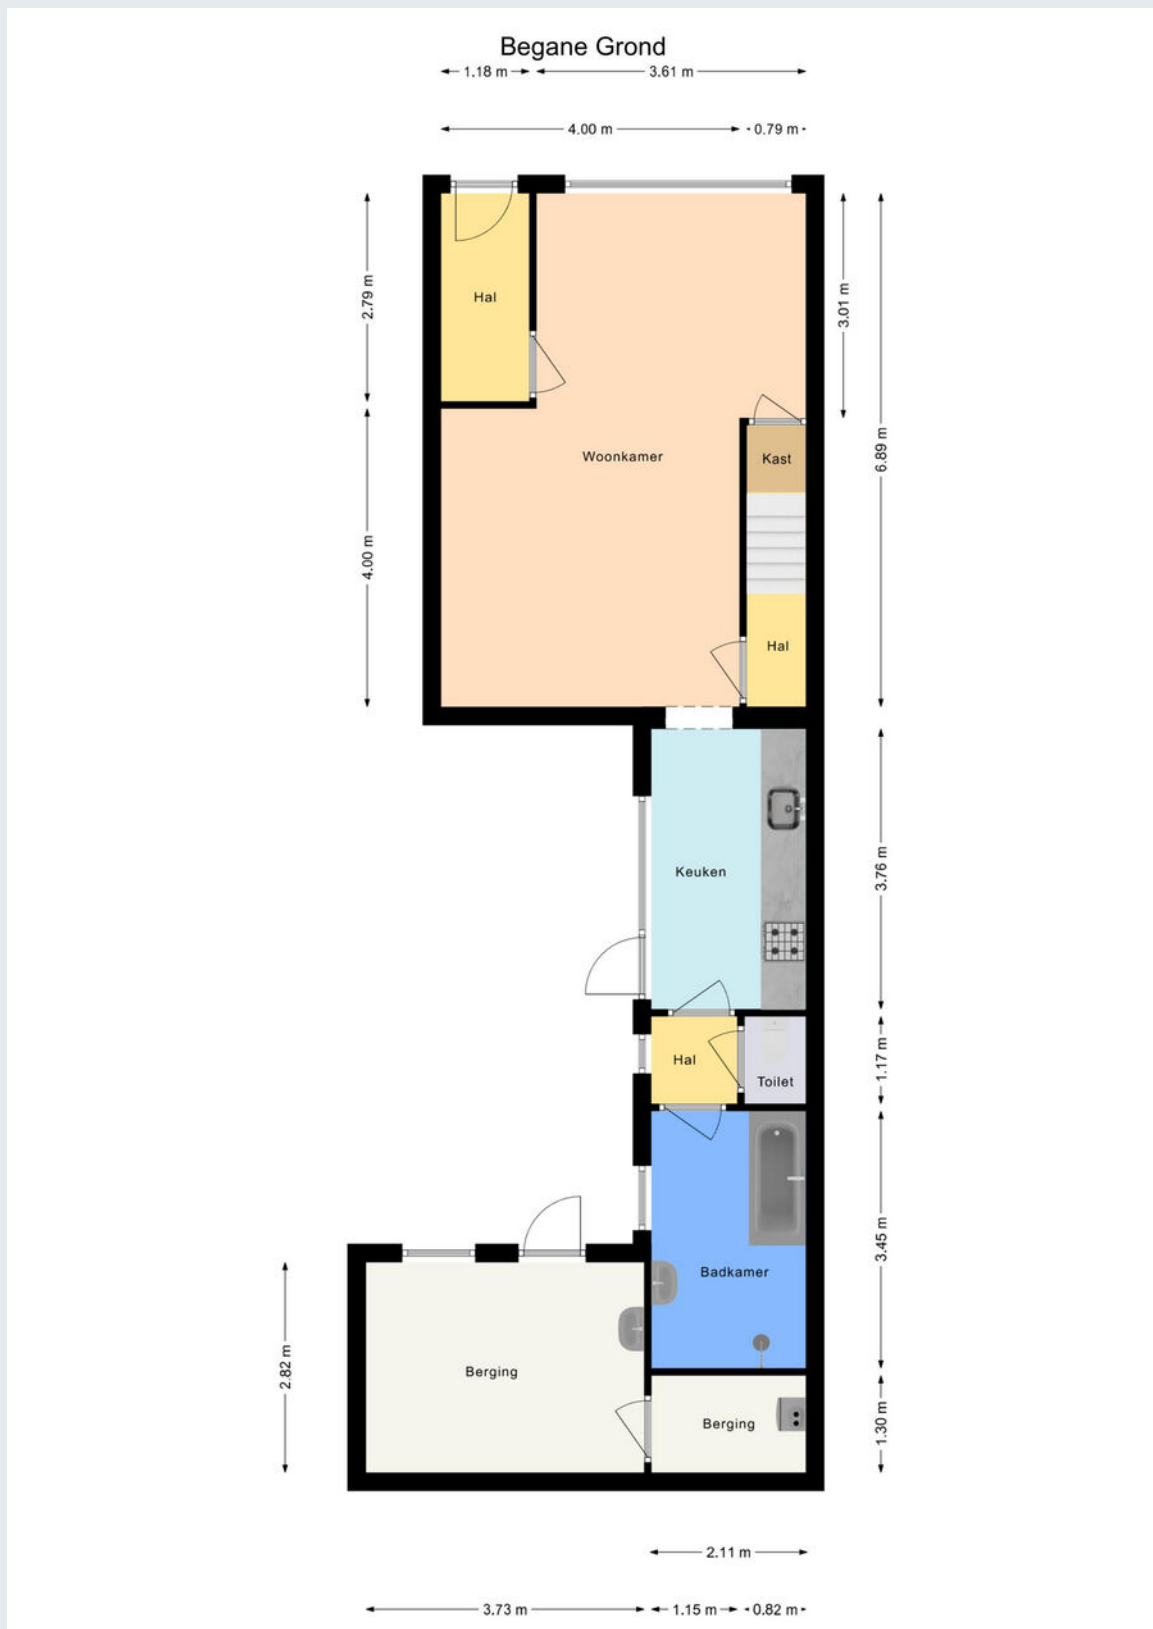 Begane Grond
1.18 m
3.61 m
4.00 m
0.79 m
Hal
2.79 m
3.01 m
Woonkamer
Kast
6.89 m
4.00 m
Hal
Keuken
3.76 m
Hal
Toilet
1.17 m
Badkamer
3.45 m
Berging
2.82 m
Berging
1.30 m
2.11 m
3.73 m
1.15 m
0.82 m